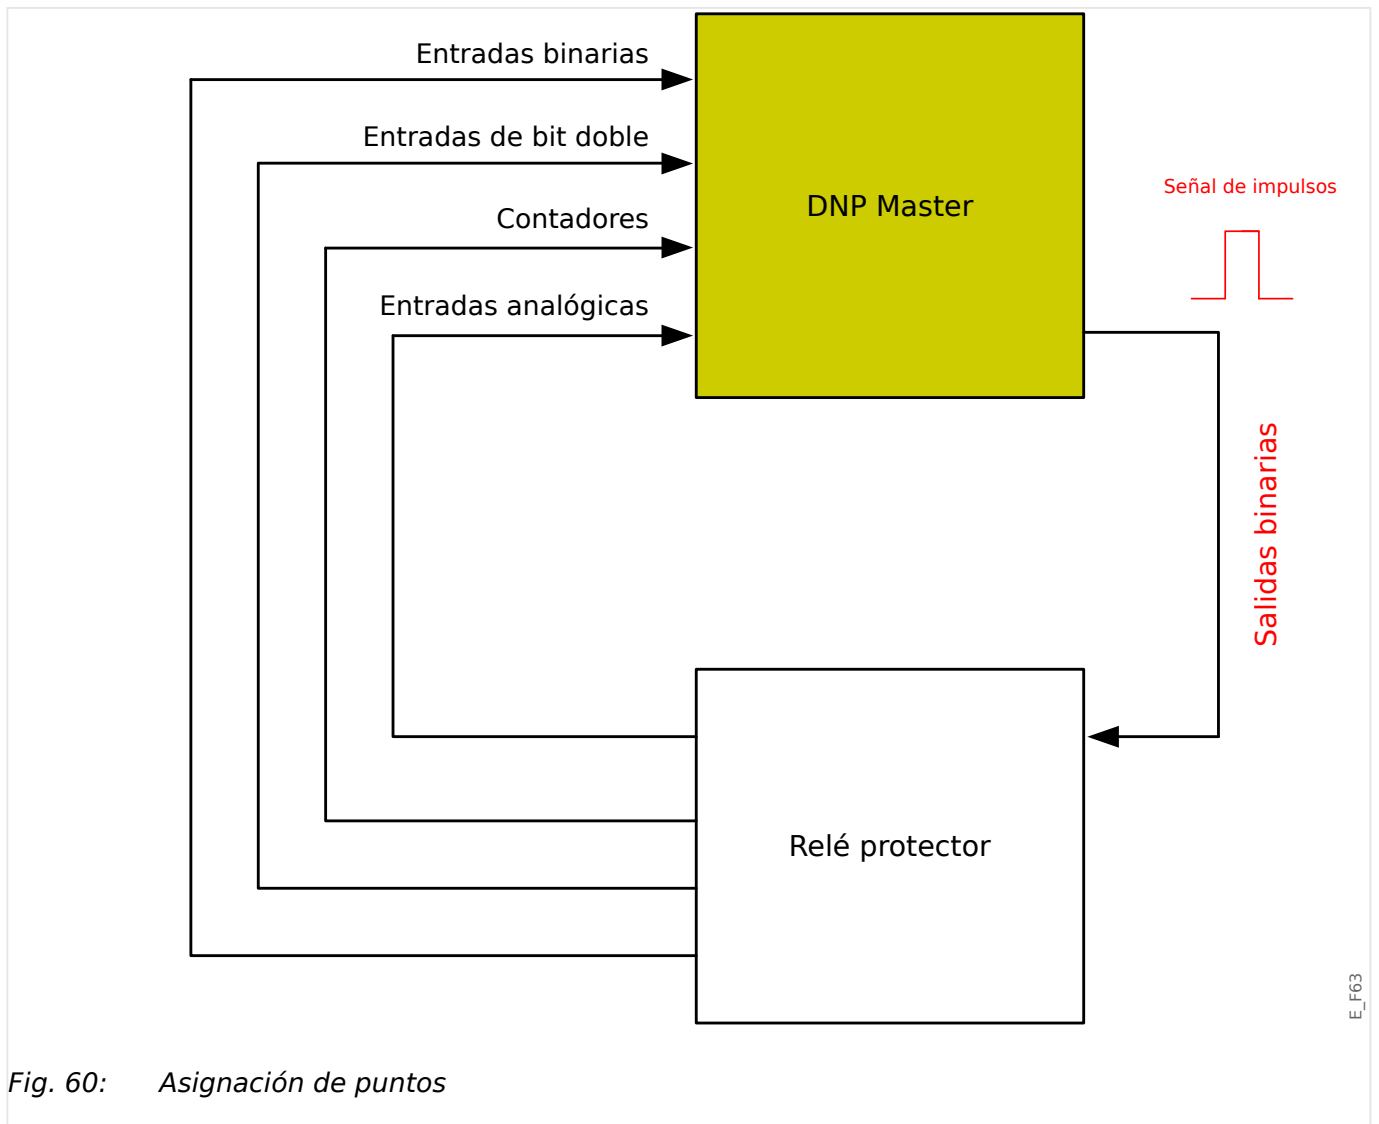 Entradas binarias
Entradas de bit doble
Contadores
Entradas analógicas
DNP Master
Señal de impulsos
Salidas binarias
Relé protector
E_F63
Fig. 60: Asignación de puntos